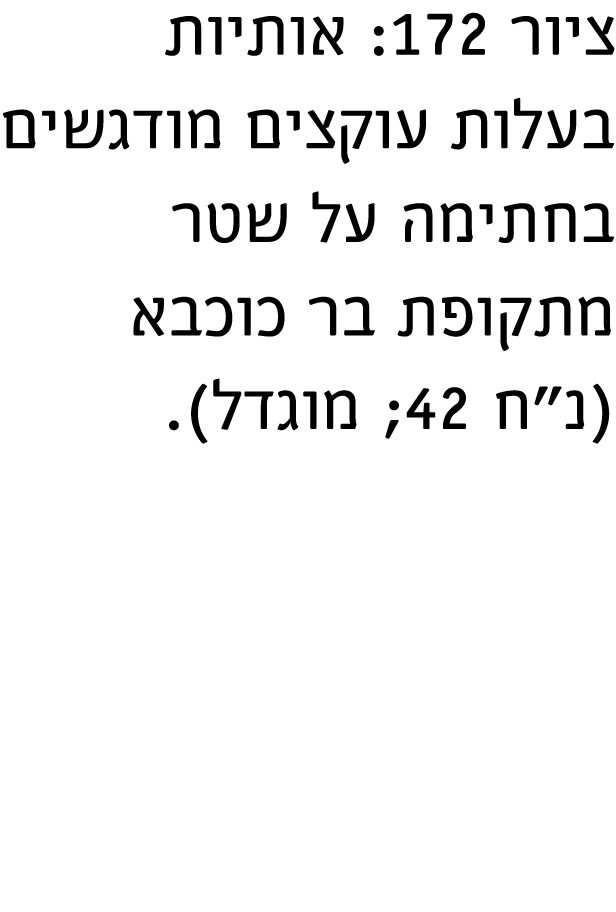 ציור 172: אותיות
בעלות עוקצים מודגשים
בחתימה על שטר
מתקופת בר כוכבא
(נ״ח 42; מוגדל).